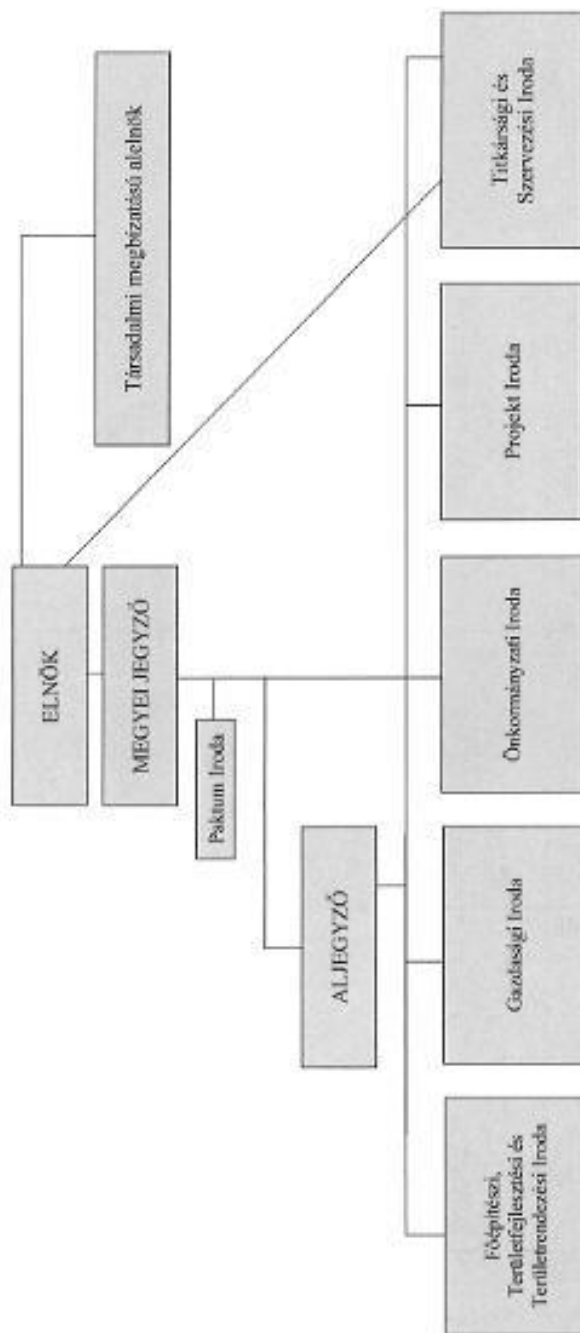 ELNÖK
Társadalmi megbízatású alelnök
MEGYEI JEGYZŐ
Paktum Iroda
ALJEGYZŐ
Főépítészi,
Területfejlesztési és
Területrendezési Iroda
Gazdasági Iroda
Önkormányzati Iroda
Projekt Iroda
Titkársági és
Szervezési Iroda